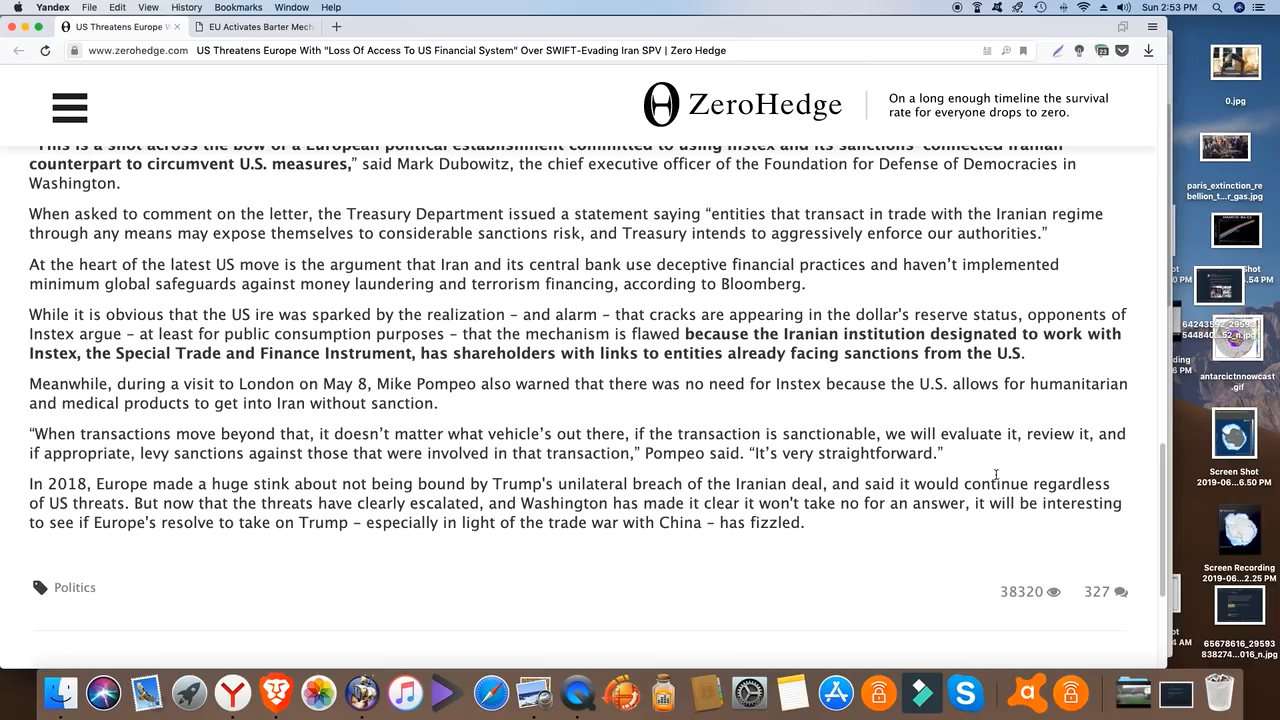 Yandex File Edit View History Bookmarks Window Help
Sun 2:53 PM
US Threatens Europe W
EU Activates Barter Mech
www.zerohedge.com US Threatens Europe With "Loss Of Access To US Financial System" Over SWIFT-Evading Iran SPV | Zero Hedge
23
ZeroHedge
On a long enough timeline the survival
rate for everyone drops to zero.
counterpart to circumvent U.S. measures,” said Mark Dubowitz, the chief executive officer of the Foundation for Defense of Democracies in
Washington.
When asked to comment on the letter, the Treasury Department issued a statement saying “entities that transact in trade with the Iranian regime
through any means may expose themselves to considerable sanctions risk, and Treasury intends to aggressively enforce our authorities.”
At the heart of the latest US move is the argument that Iran and its central bank use deceptive financial practices and haven’t implemented
minimum global safeguards against money laundering and terrorism financing, according to Bloomberg.
While it is obvious that the US ire was sparked by the realization – and alarm – that cracks are appearing in the dollar's reserve status, opponents of
Instex argue – at least for public consumption purposes – that the mechanism is flawed because the Iranian institution designated to work with
Instex, the Special Trade and Finance Instrument, has shareholders with links to entities already facing sanctions from the U.S.
Meanwhile, during a visit to London on May 8, Mike Pompeo also warned that there was no need for Instex because the U.S. allows for humanitarian
and medical products to get into Iran without sanction.
“When transactions move beyond that, it doesn’t matter what vehicle’s out there, if the transaction is sanctionable, we will evaluate it, review it, and
if appropriate, levy sanctions against those that were involved in that transaction,” Pompeo said. “It’s very straightforward.”
In 2018, Europe made a huge stink about not being bound by Trump's unilateral breach of the Iranian deal, and said it would continue regardless
of US threats. But now that the threats have clearly escalated, and Washington has made it clear it won't take no for an answer, it will be interesting
to see if Europe's resolve to take on Trump – especially in light of the trade war with China – has fizzled.
Politics
38320
327
0.jpg
paris_extinction_re
bellion_t...r_gas.jpg
antarcticnnowcast
.gif
Screen Shot
2019-06...6.50 PM
Screen Recording
2019-06...2.25 PM
65678616_29593
838274...016_n.jpg